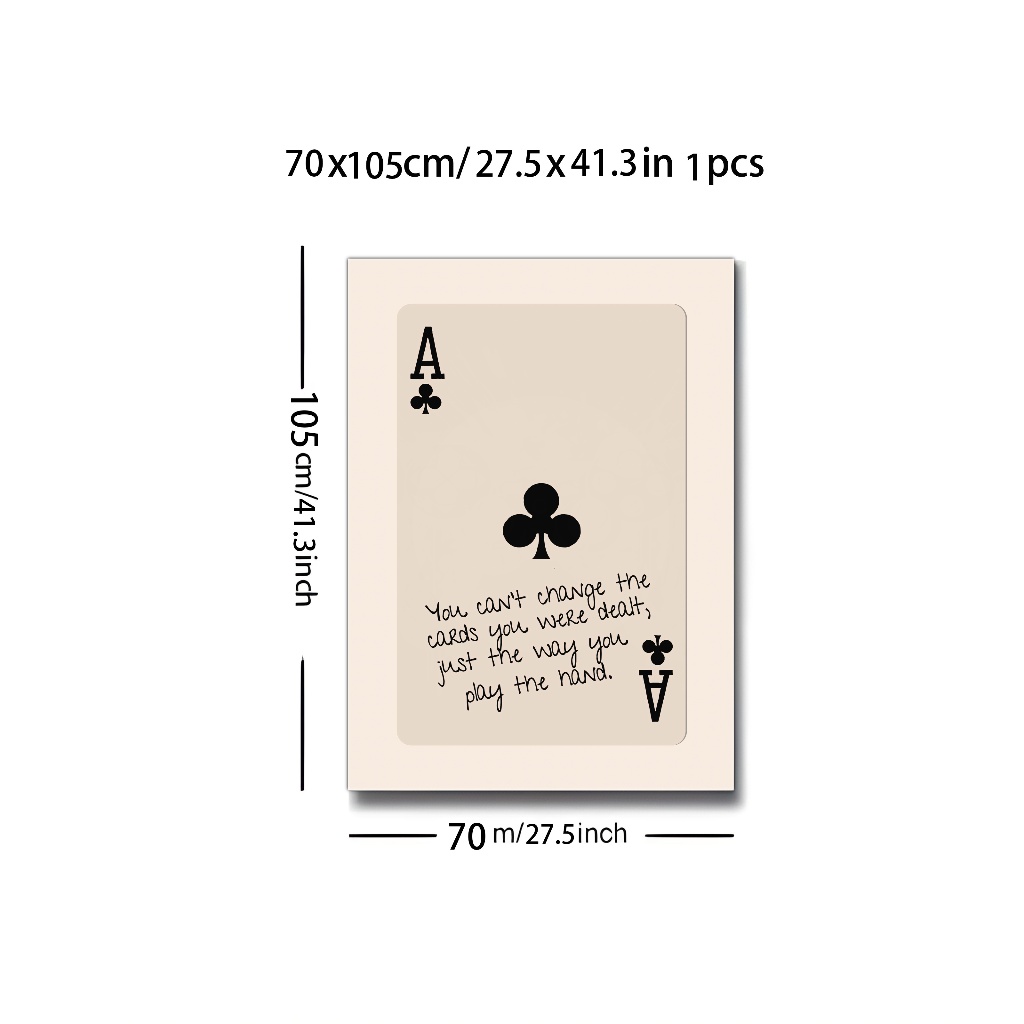 70x105cm/27.5x41.3in 1pcs
A
105cm/41.3inch
You can't change the
cards you were dealt,
just the way you
play the hand.
A
70m/27.5inch